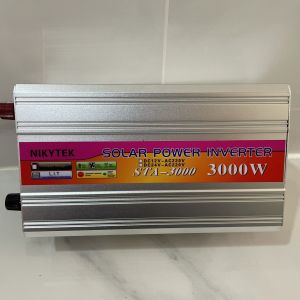 NIKYTEK
SOLAR POWER INVERTER
DC12V-AC220V
DC24V-AC220V
STA-3000 3000W